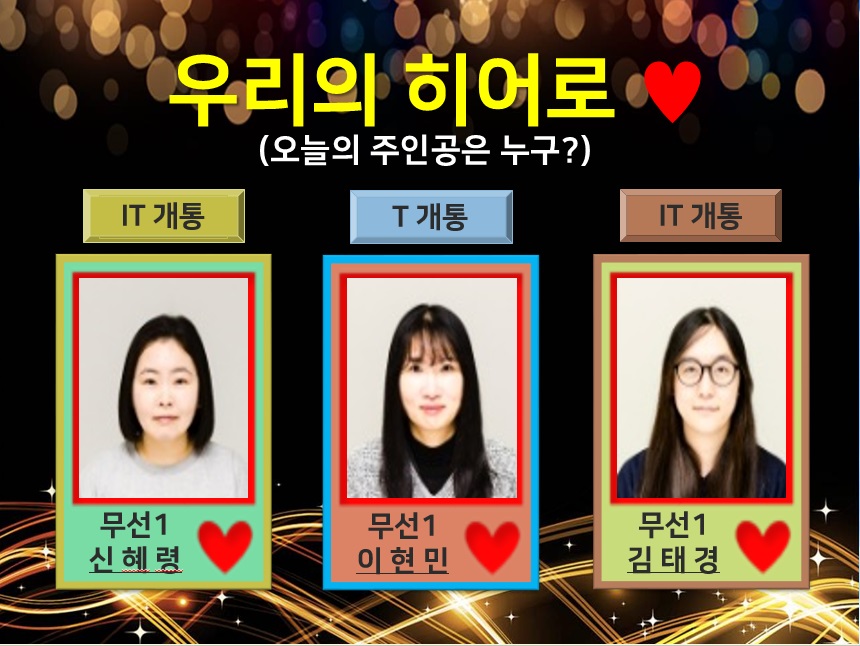 우리의 히어로
(오늘의 주인공은 누구?)
IT 개통
T 개통
IT 개통
무선1
신 혜 령
무선1
이 현 민
무선1
김 태 경